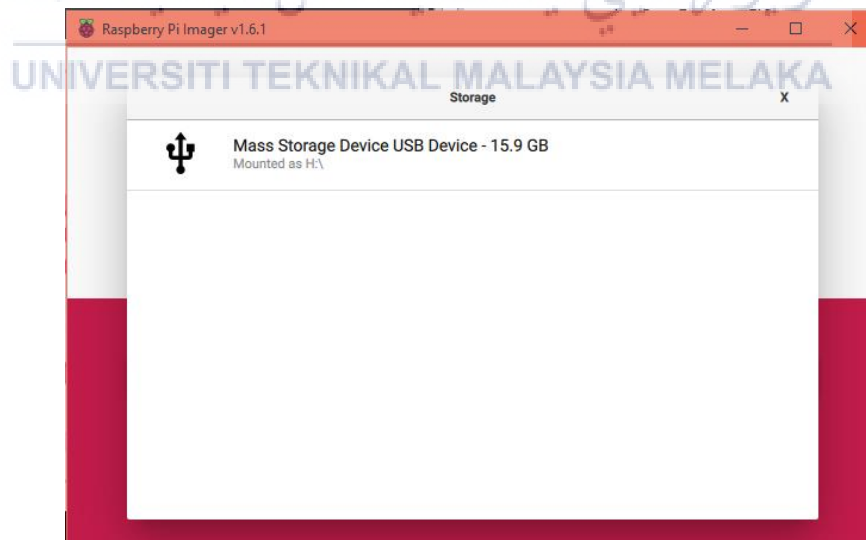 Raspberry Pi Imager v1.6.1
UNIVERSITI TEKNIKAL MALAYSIA MELAKA
Storage X
Mass Storage Device USB Device - 15.9 GB
Mounted as H:\